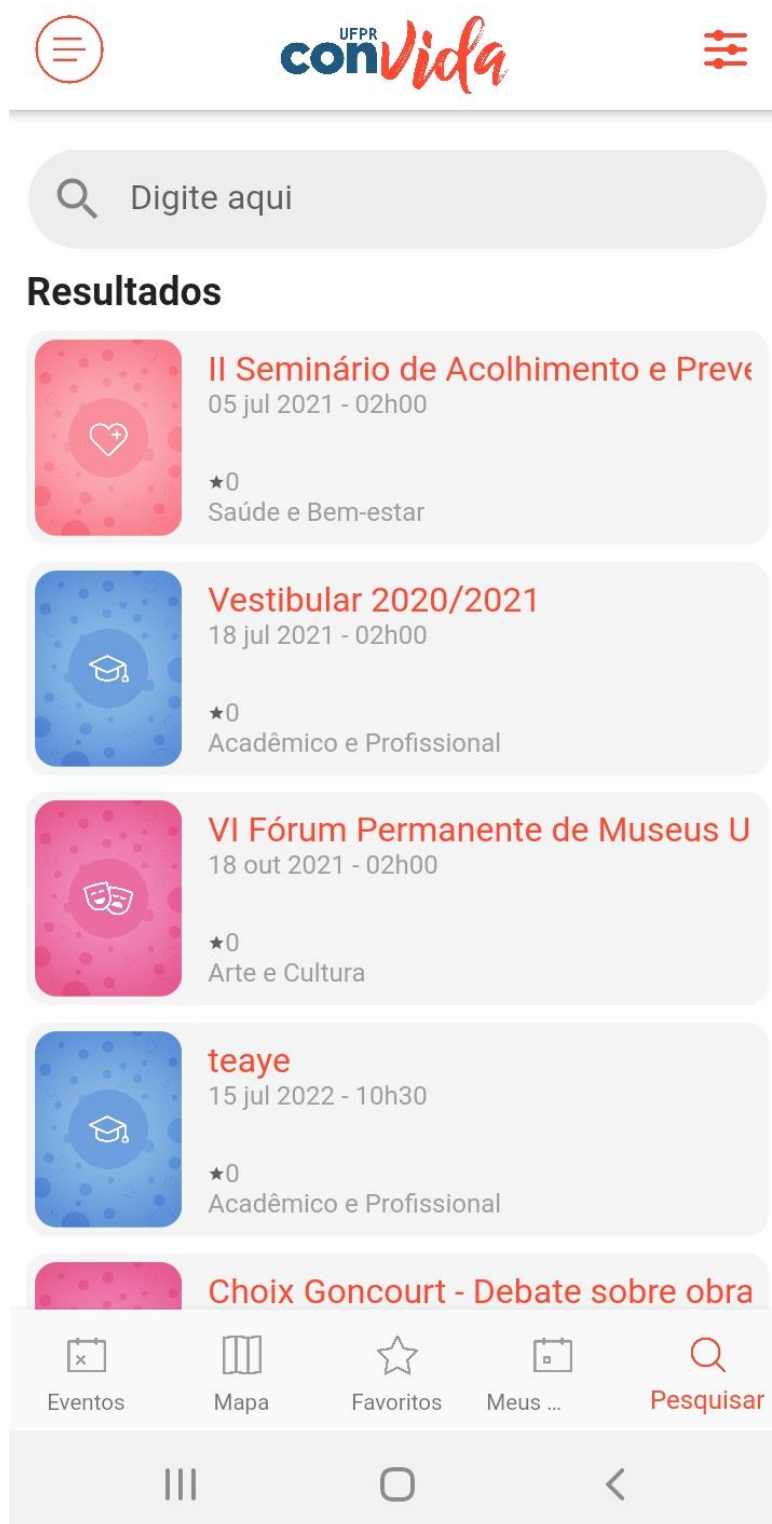 UFPR
conVida
Digite aqui
Resultados
II Seminário de Acolhimento e Preve
05 jul 2021 - 02h00
★0
Saúde e Bem-estar
Vestibular 2020/2021
18 jul 2021 - 02h00
★0
Acadêmico e Profissional
VI Fórum Permanente de Museus U
18 out 2021 - 02h00
★0
Arte e Cultura
teaye
15 jul 2022 - 10h30
★0
Acadêmico e Profissional
Choix Goncourt - Debate sobre obra
Eventos Mapa Favoritos Meus ... Pesquisar